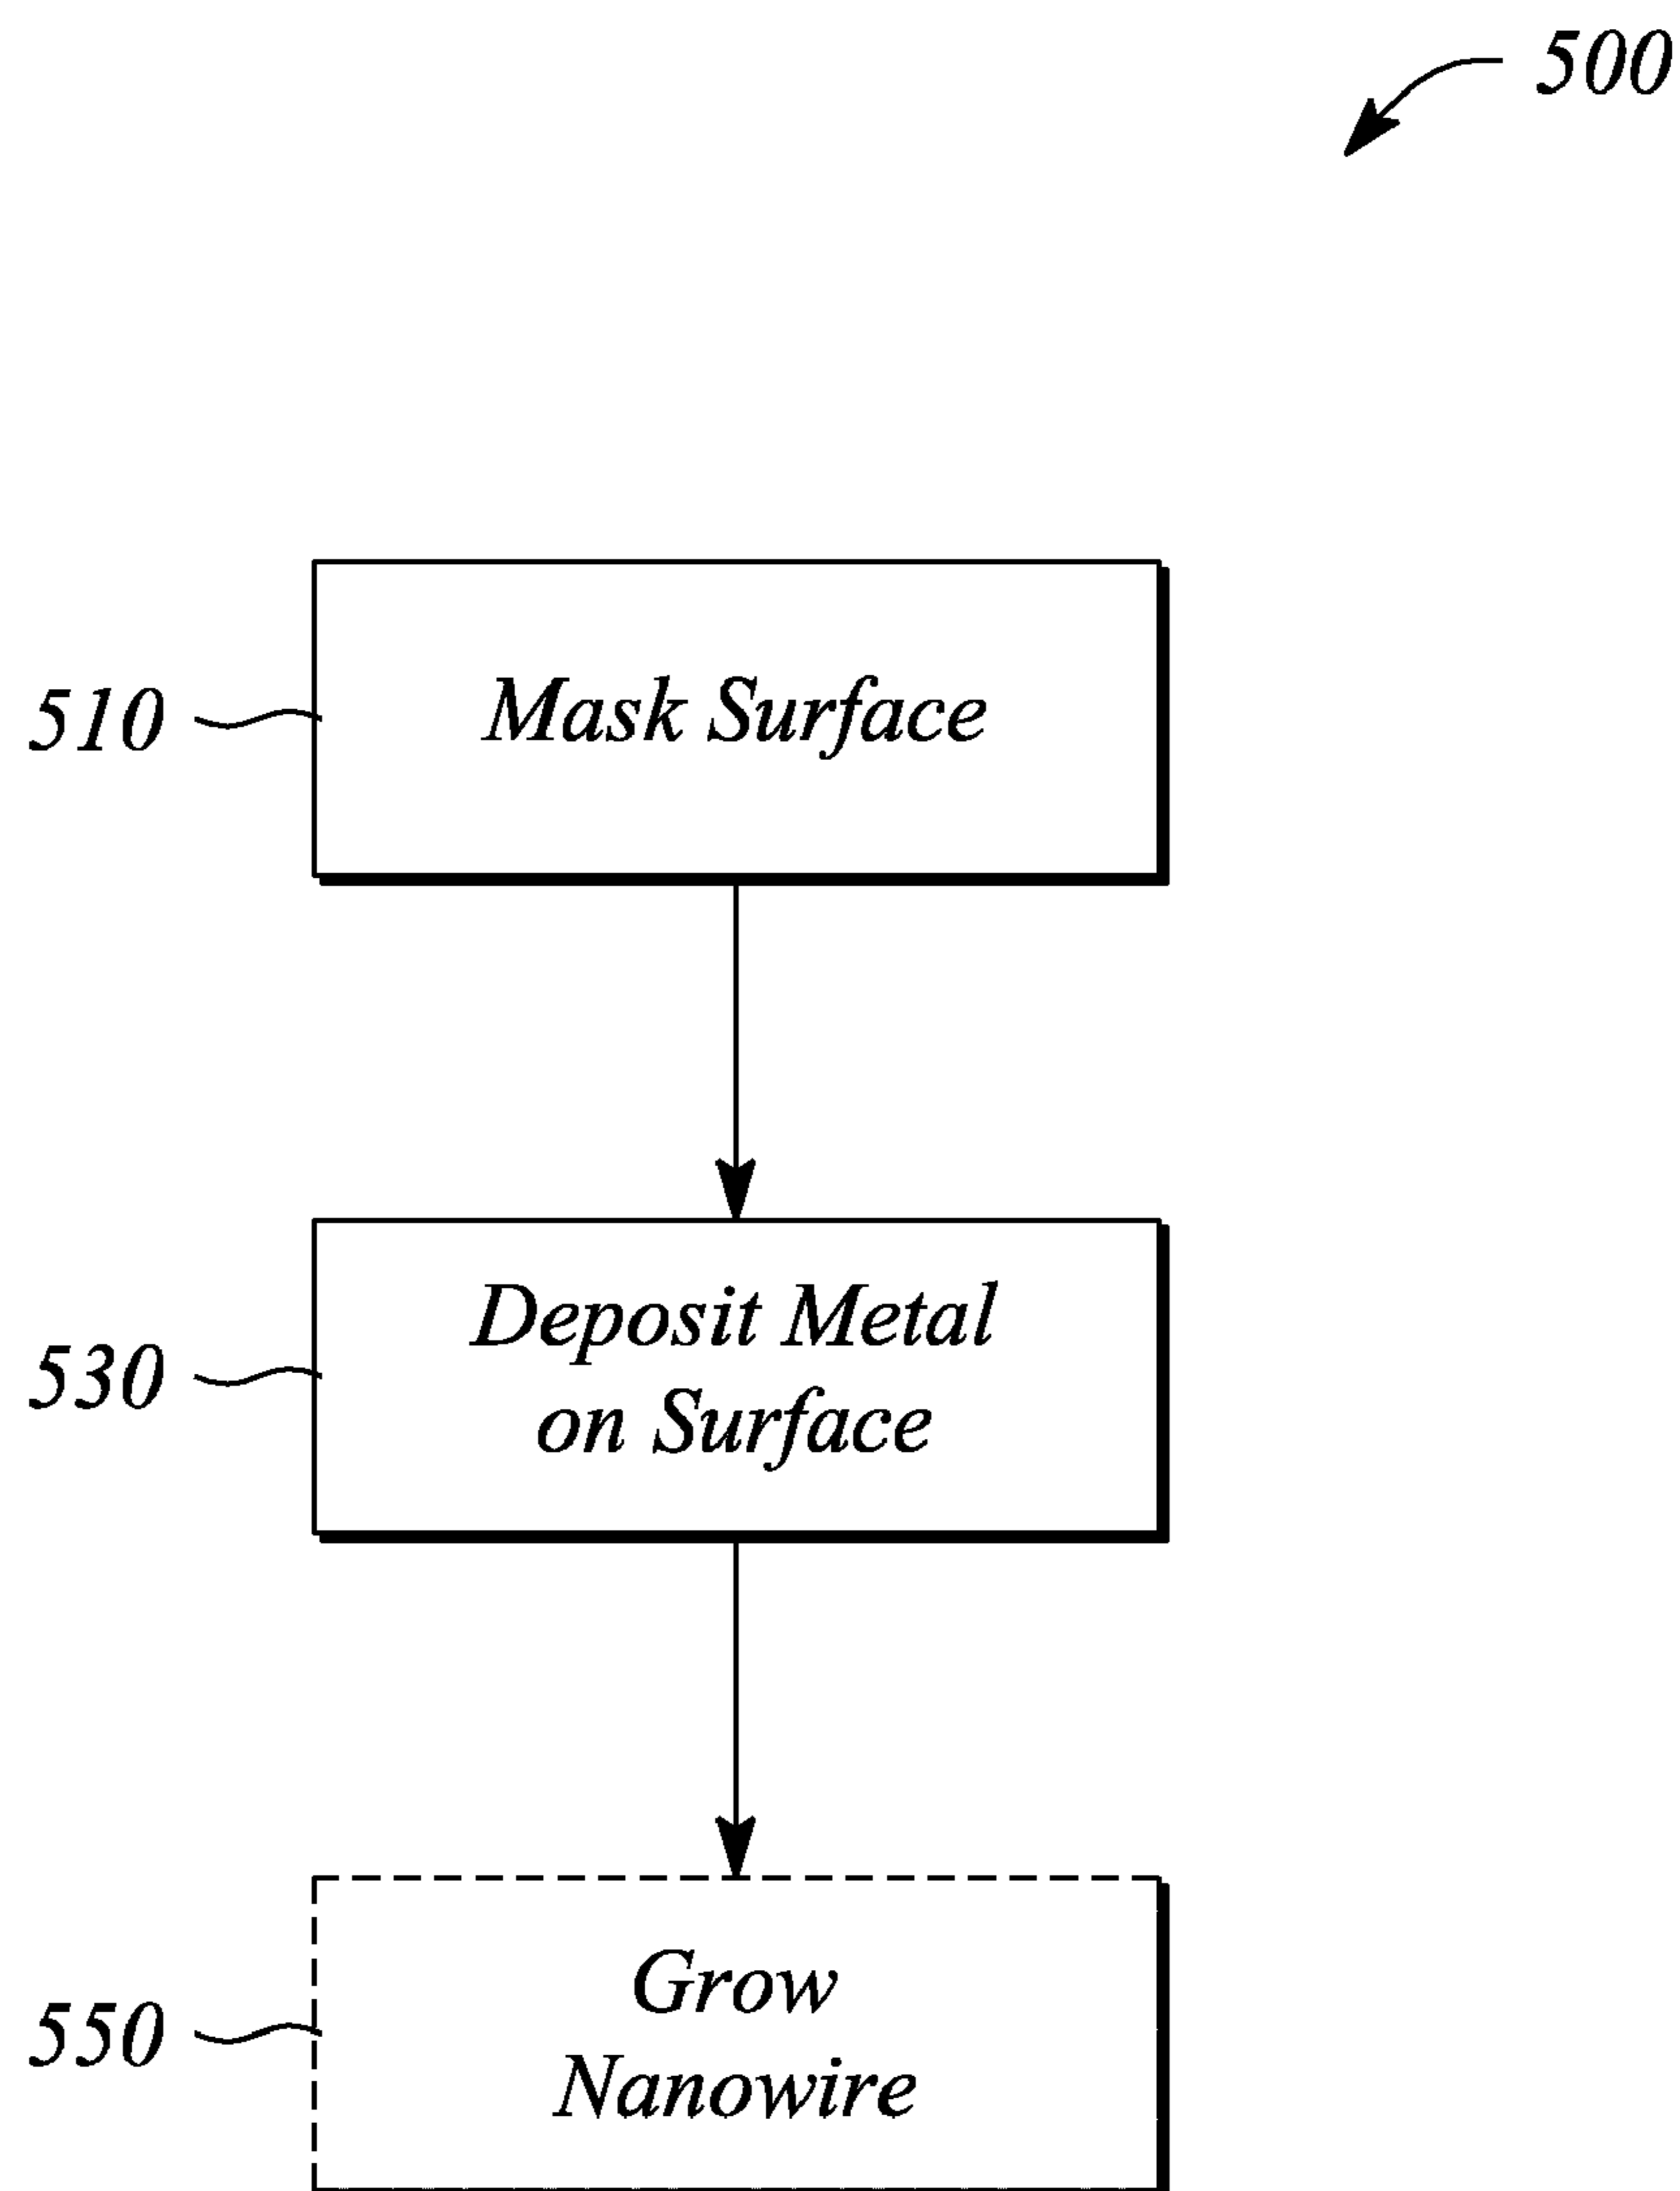 500
510
Mask Surface
530
Deposit Metal
on Surface
550
Grow
Nanowire